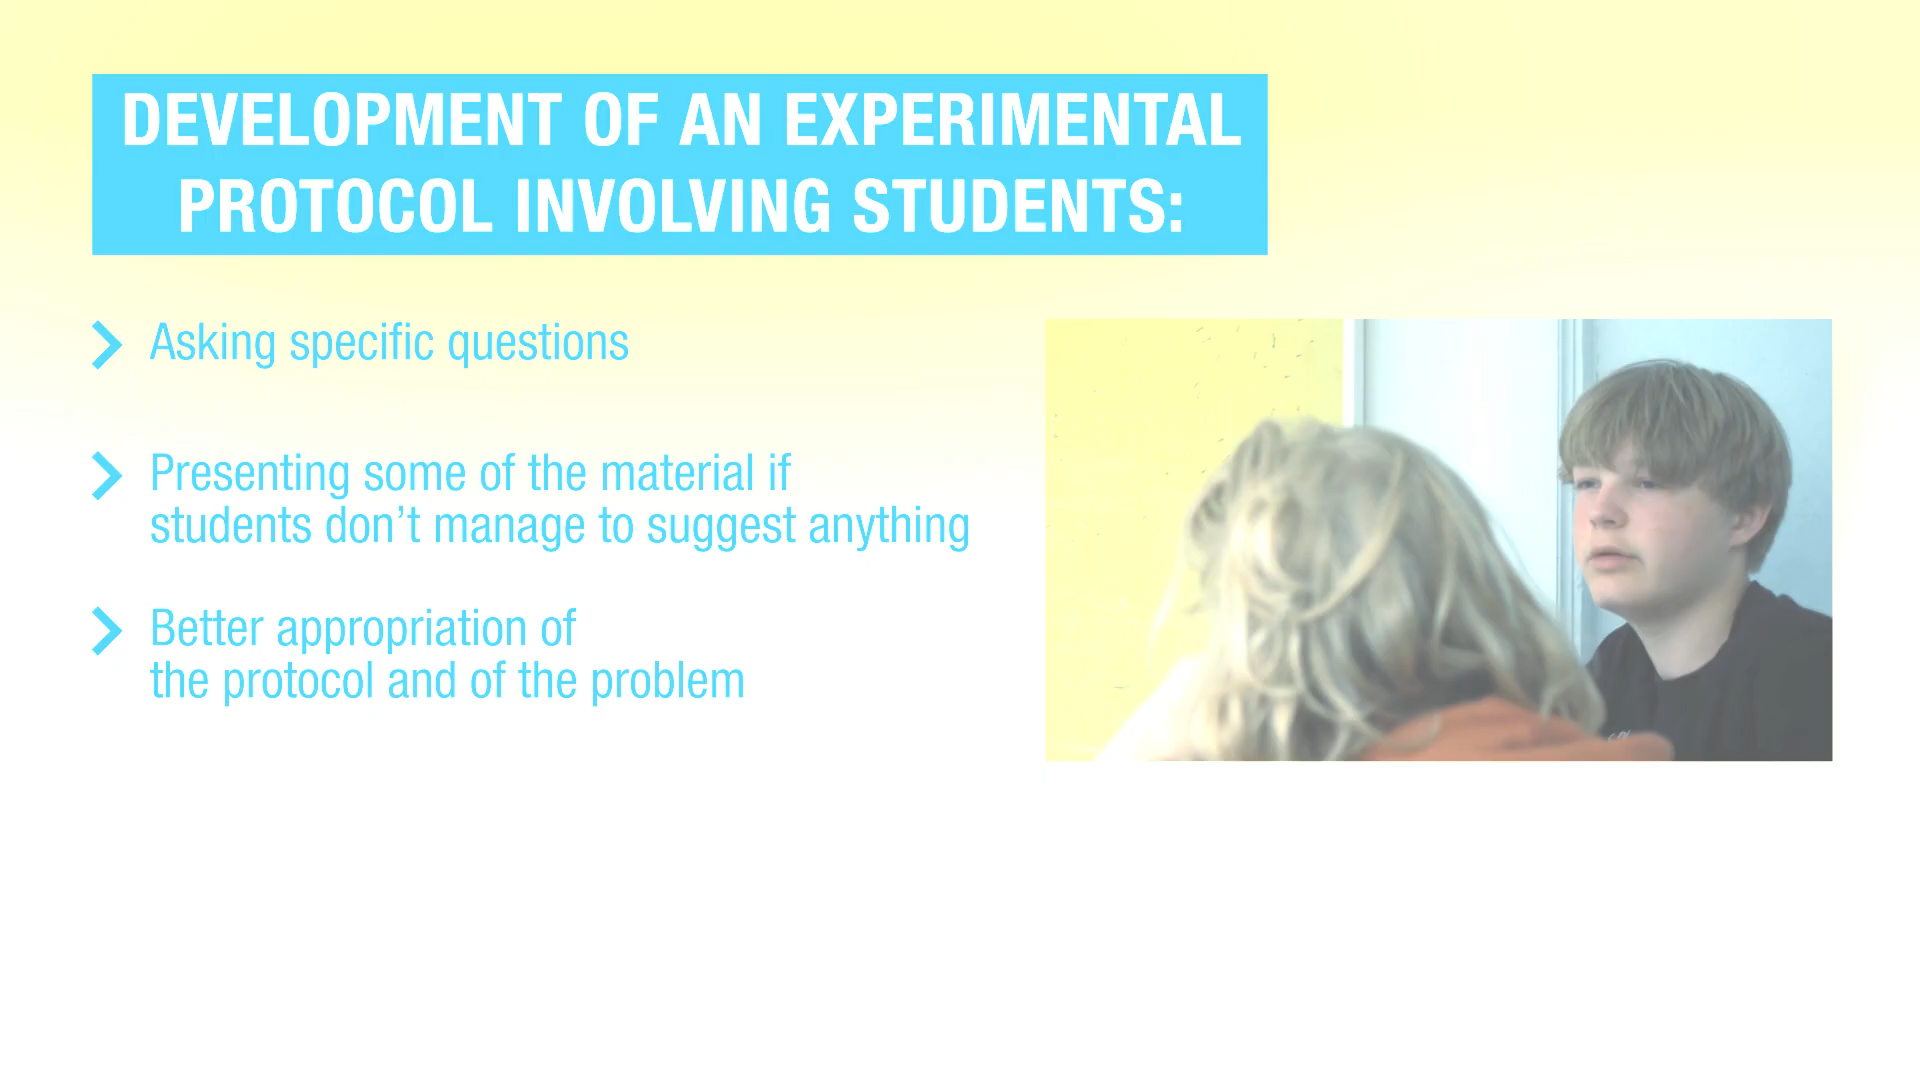 DEVELOPMENT OF AN EXPERIMENTAL
PROTOCOL INVOLVING STUDENTS:
Asking specific questions
Presenting some of the material if
students don’t manage to suggest anything
Better appropriation of
the protocol and of the problem